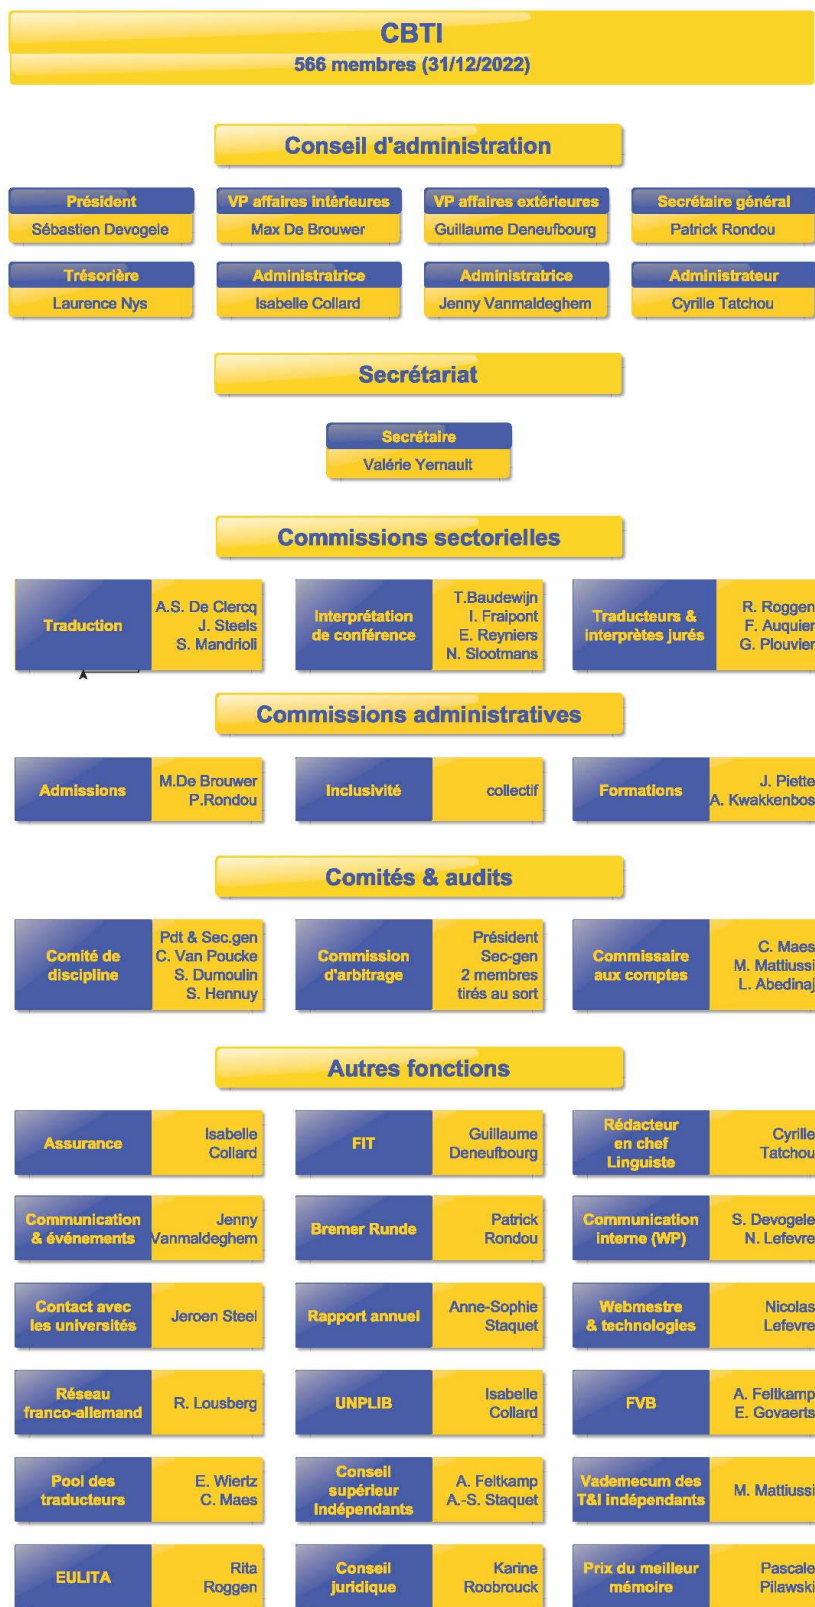 CBTI
566 membres (31/12/2022)
Conseil d'administration
Président
Sébastien Devogele
VP affaires intérieures
Max De Brouwer
VP affaires extérieures
Guillaume Deneufbourg
Secrétaire général
Patrick Rondou
Trésorière
Laurence Nys
Administratrice
Isabelle Collard
Administratrice
Jenny Vanmaldeghem
Administrateur
Cyrille Tatchou
Secrétariat
Secrétaire
Valérie Yernault
Commissions sectorielles
Traduction
A.S. De Clercq
J. Steels
S. Mandrioli
Interprétation
de conférence
T.Baudewijn
I. Fraipont
E. Reyniers
N. Slootmans
Traducteurs &
interprètes jurés
R. Roggen
F. Auquier
G. Plouvier
Commissions administratives
Admissions
M.De Brouwer
P.Rondou
Inclusivité
collectif
Formations
J. Piette
A. Kwakkenbos
Comités & audits
Comité de
discipline
Pdt & Sec.gen
C. Van Poucke
S. Dumoulin
S. Hennuy
Commission
d'arbitrage
Président
Sec-gen
2 membres
tirés au sort
Commissaire
aux comptes
C. Maes
M. Mattiussi
L. Abedinaj
Autres fonctions
Assurance
Isabelle
Collard
FIT
Guillaume
Deneufbourg
Rédacteur
en chef
Linguiste
Cyrille
Tatchou
Communication
& événements
Jenny
Vanmaldeghem
Bremer Runde
Patrick
Rondou
Communication
interne (WP)
S. Devogele
N. Lefevre
Contact avec
les universités
Jeroen Steel
Rapport annuel
Anne-Sophie
Staquet
Webmestre
& technologies
Nicolas
Lefevre
Réseau
franco-allemand
R. Lousberg
UNPLIB
Isabelle
Collard
FVB
A. Feltkamp
E. Govaerts
Pool des
traducteurs
E. Wiertz
C. Maes
Conseil
supérieur
Indépendants
A. Feltkamp
A.-S. Staquet
Vademecum des
T&I indépendants
M. Mattiussi
EULITA
Rita
Roggen
Conseil
juridique
Karine
Roobrouck
Prix du meilleur
mémoire
Pascale
Pilawski